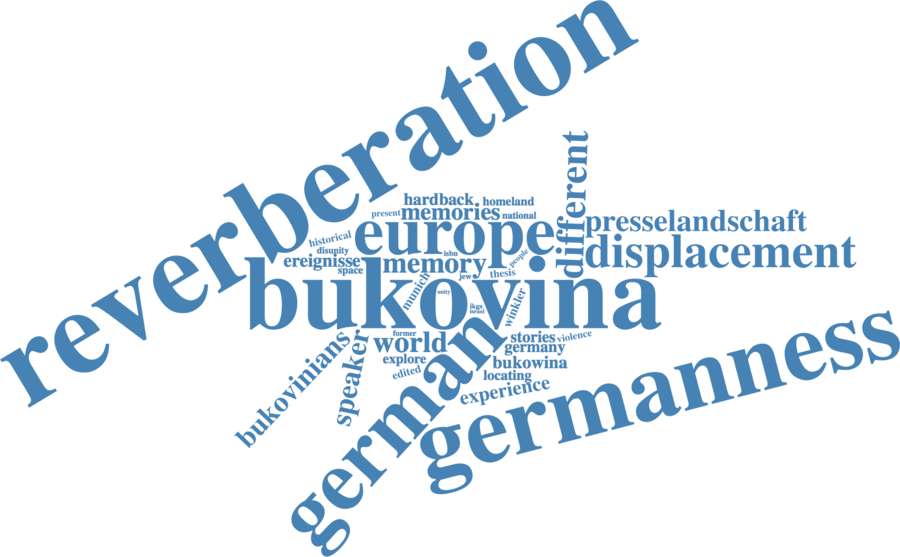 reverberation
different
hardback
homeland
present
memories
national
presselandschaft
europe
historical
disupity
isbn
people
displacement
ereignisse
memory
space
jew
thesis
munich
bukovina
unity
winkler
jkgs
israel
former
world
stories
violence
germany
bukovinians
speaker
explore
bukowina
edited
locating
experience
german
germanness